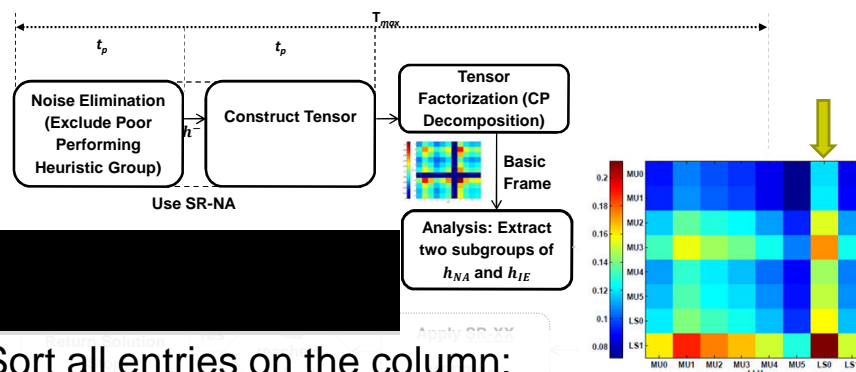 T_max
t_p t_p
Noise Elimination
(Exclude Poor
Performing
Heuristic Group)
h^-
Construct Tensor
Tensor
Factorization (CP
Decomposition)
Use SR-NA
Basic
Frame
Analysis: Extract
two subgroups of
h_NA and h_IE
Return Solution
Apply SR-XX
Sort all entries on the column:
0.2
0.18
0.16
0.14
0.12
0.1
0.08
MU0
MU1
MU2
MU3
MU4
MU5
LS0
LS1
MU0 MU1 MU2 MU3 MU4 MU5 LS0 LS1